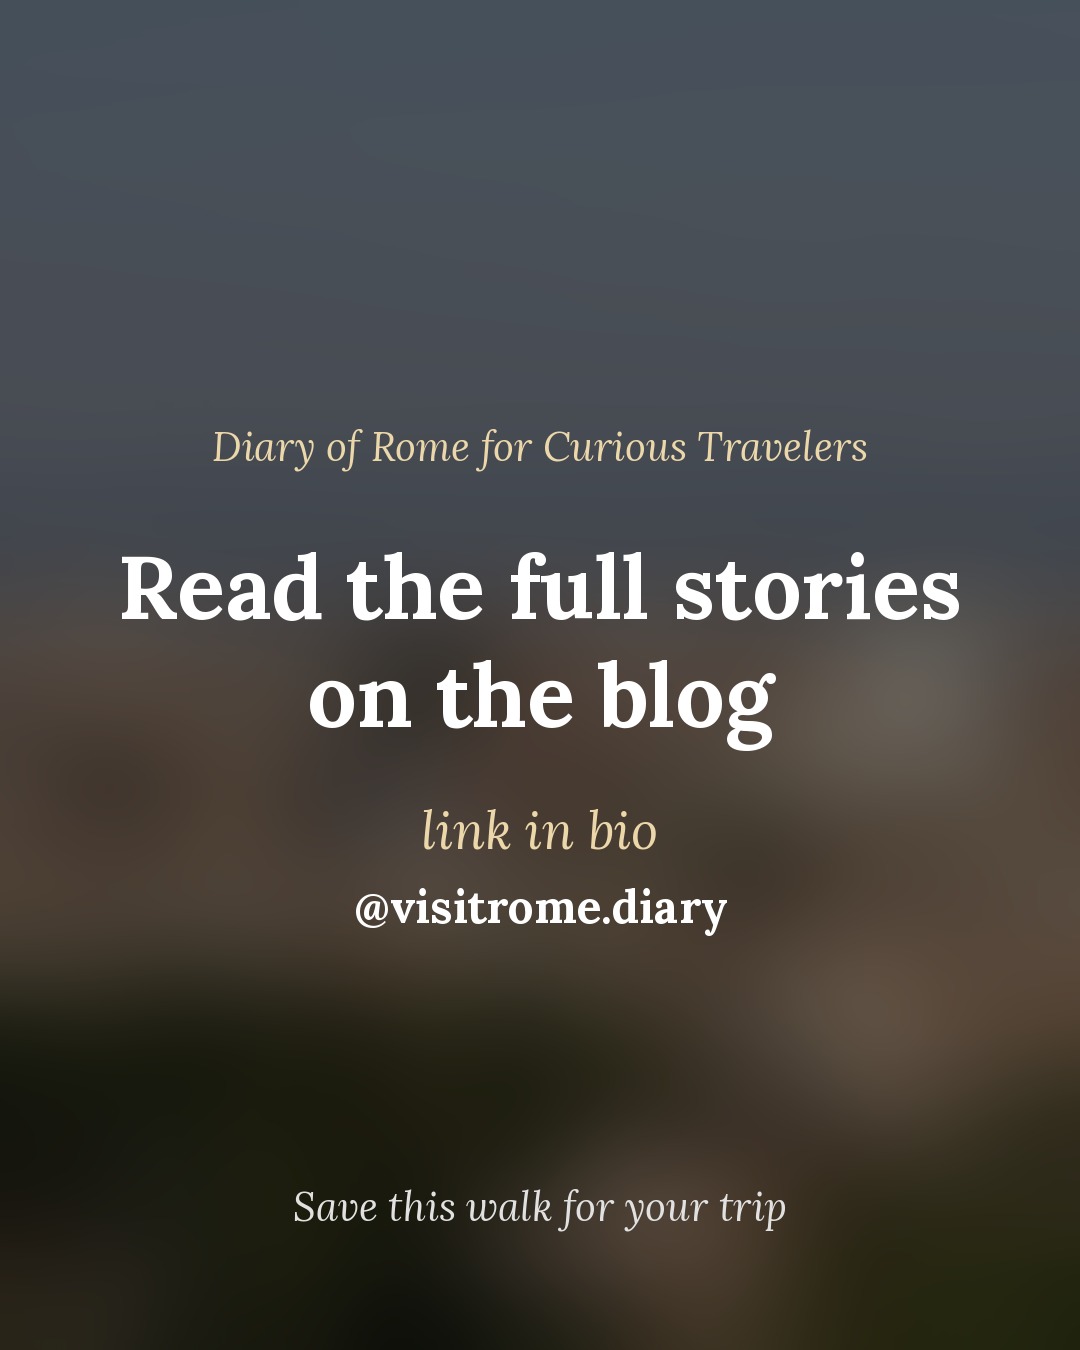 Diary of Rome for Curious Travelers
Read the full stories
on the blog
link in bio
@visitrome.diary
Save this walk for your trip